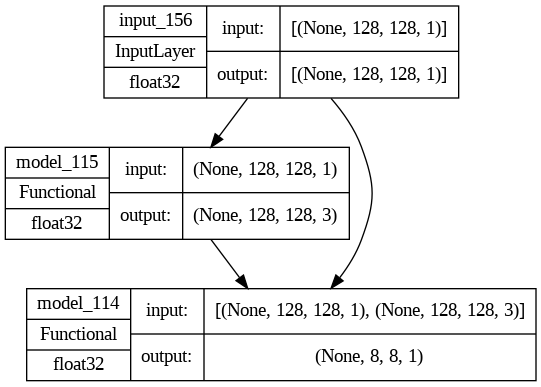 input_156
InputLayer
float32
input:
[(None, 128, 128, 1)]
output:
[(None, 128, 128, 1)]
model_115
Functional
float32
input:
(None, 128, 128, 1)
output:
(None, 128, 128, 3)
model_114
Functional
float32
input:
[(None, 128, 128, 1), (None, 128, 128, 3)]
output:
(None, 8, 8, 1)